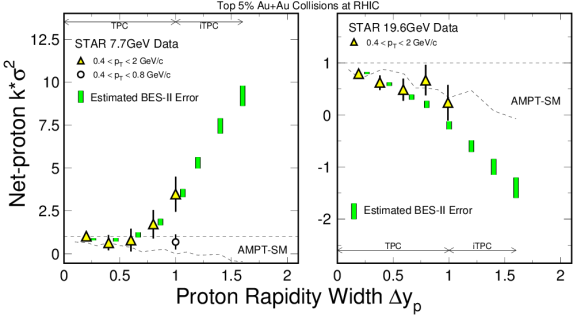 Top 5% Au+Au Collisions at RHIC
TPC iTPC
STAR 7.7GeV Data
0.4 < pT < 2 GeV/c
0.4 < pT < 0.8 GeV/c
Estimated BES-II Error
AMPT-SM
12.5
10
7.5
5
2.5
1
0
0 0.5 1 1.5 2
Net-proton k*σ²
STAR 19.6GeV Data
0.4 < pT < 2 GeV/c
AMPT-SM
Estimated BES-II Error
TPC iTPC
1
0
-1
-2
0 0.5 1 1.5 2
Proton Rapidity Width Δyp